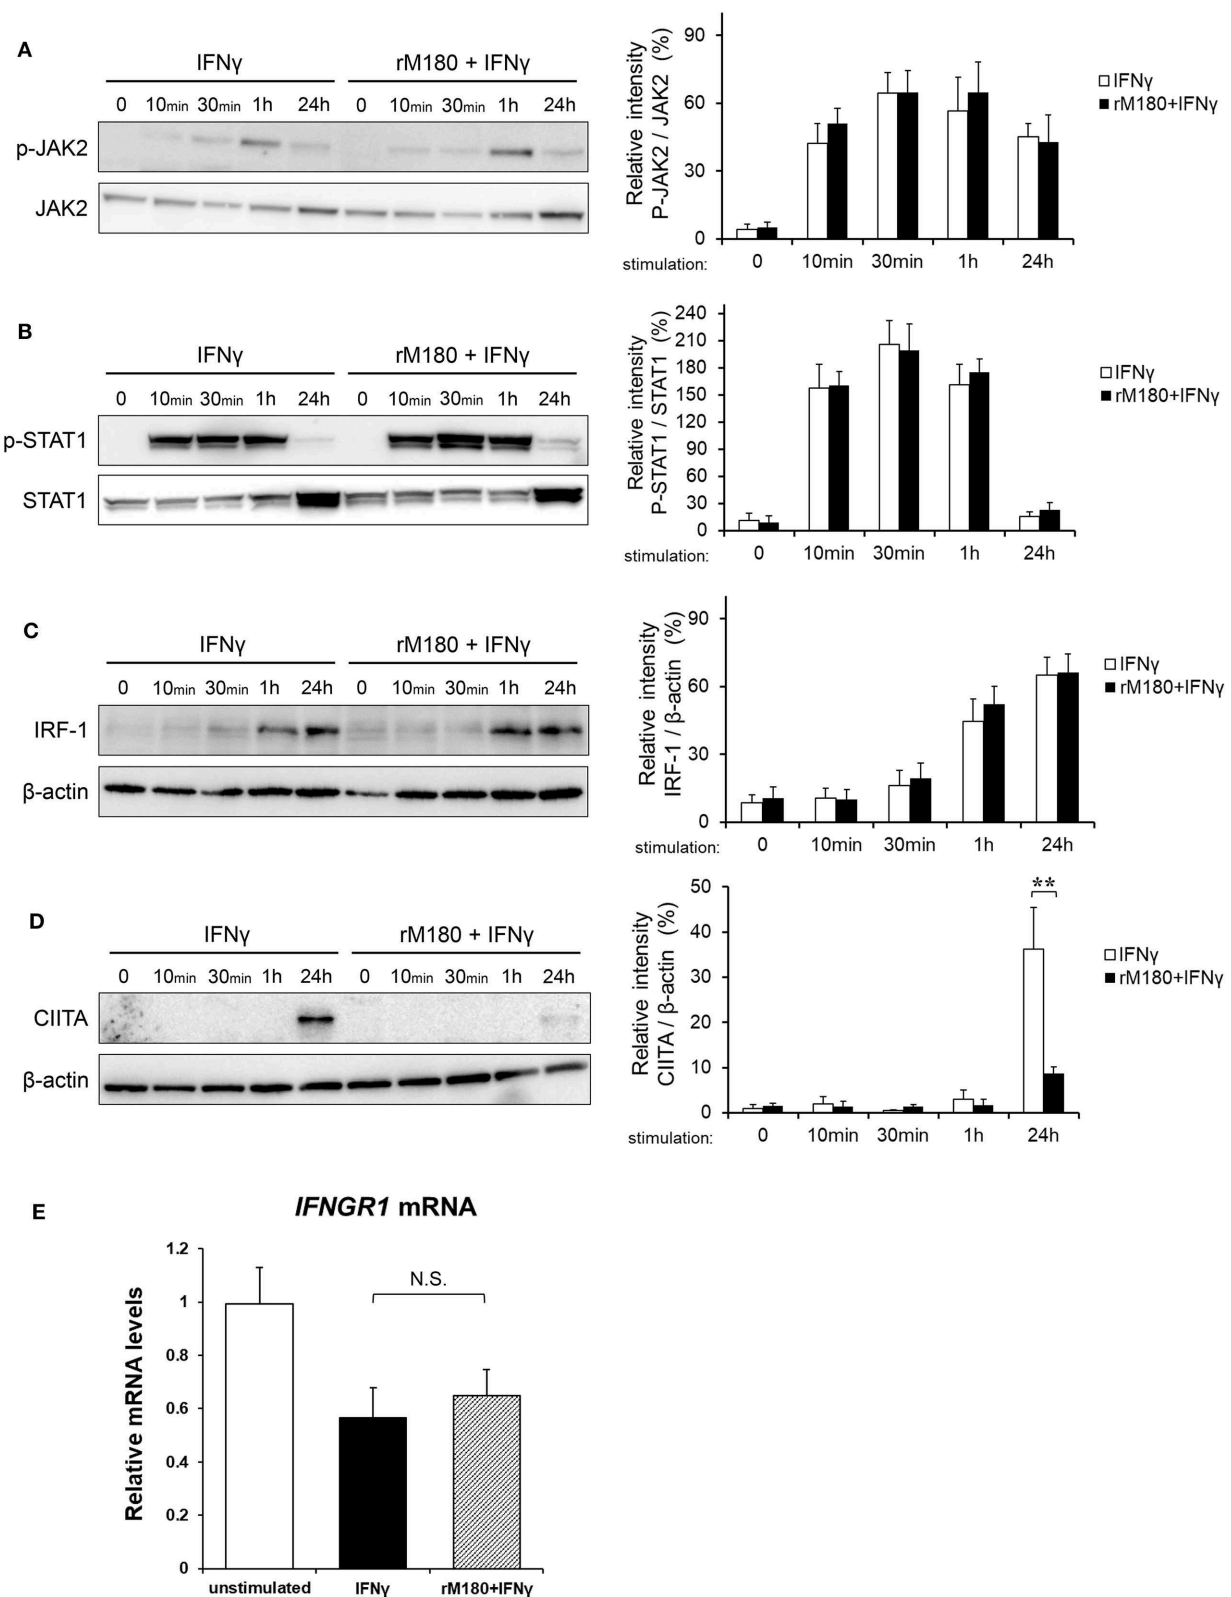 A
IFNγ
rM180 + IFNγ
0 10min 30min 1h 24h 0 10min 30min 1h 24h
p-JAK2
JAK2
Relative intensity
P-JAK2 / JAK2 (%)
90
60
30
0
stimulation: 0 10min 30min 1h 24h
IFNγ
rM180+IFNγ
B
IFNγ
rM180 + IFNγ
0 10min 30min 1h 24h 0 10min 30min 1h 24h
p-STAT1
STAT1
Relative intensity
P-STAT1 / STAT1 (%)
240
210
180
150
120
90
60
30
0
stimulation: 0 10min 30min 1h 24h
IFNγ
rM180+IFNγ
C
IFNγ
rM180 + IFNγ
0 10min 30min 1h 24h 0 10min 30min 1h 24h
IRF-1
β-actin
Relative intensity
IRF-1 / β-actin (%)
90
60
30
0
stimulation: 0 10min 30min 1h 24h
IFNγ
rM180+IFNγ
D
IFNγ
rM180 + IFNγ
0 10min 30min 1h 24h 0 10min 30min 1h 24h
CIITA
β-actin
Relative intensity
CIITA / β-actin (%)
50
40
30
20
10
0
**
stimulation: 0 10min 30min 1h 24h
IFNγ
rM180+IFNγ
E
IFNGR1 mRNA
Relative mRNA levels
1.2
1
0.8
0.6
0.4
0.2
0
N.S.
unstimulated IFNγ rM180+IFNγ